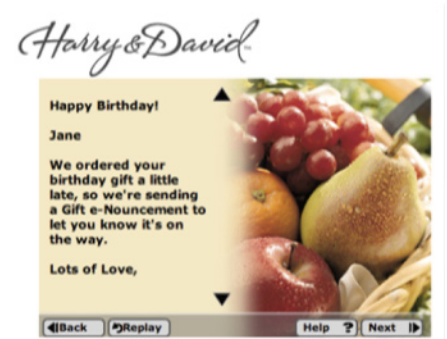 Harry & David
Happy Birthday!
Jane
We ordered your
birthday gift a little
late, so we're sending
a Gift e-Nouncement to
let you know it's on
the way.
Lots of Love,
Back
Replay
Help ?
Next